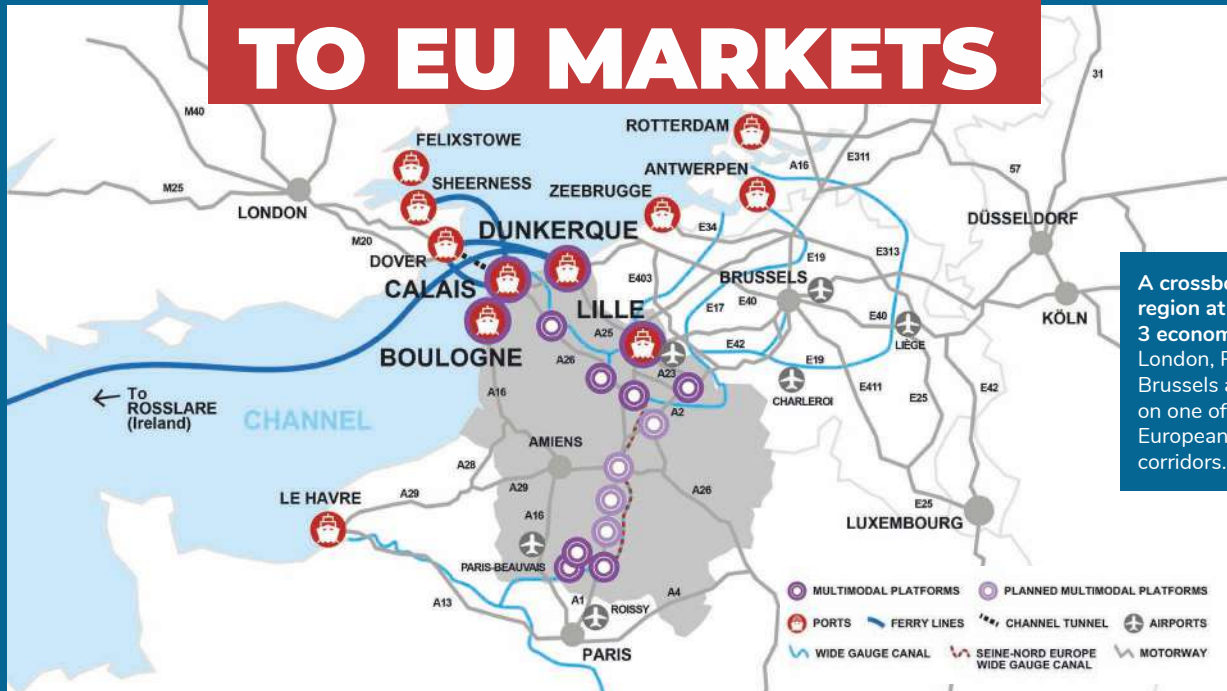 TO EU MARKETS
M40
31
ROTTERDAM
FELIXSTOWE
A16
E311
ANTWERPEN
57
M25
SHEERNESS
ZEEBRUGGE
LONDON
DÜSSELDORF
DUNKERQUE
E34
M20
E19
E313
DOVER
E403
BRUSSELS
CALAIS
LILLE
E17
E40
KÖLN
A25
E40
LIÈGE
BOULOGNE
A26
E42
E19
A23
E411
E42
A16
CHARLEROI
E25
To
ROSSLARE
(Ireland)
CHANNEL
A2
AMIENS
A28
A29
A29
A26
LE HAVRE
E25
A16
LUXEMBOURG
PARIS-BEAUVAIS
A13
A1
ROISSY
A4
PARIS
A crossbo
region at
3 econom
London, P
Brussels a
on one of
European
corridors.
MULTIMODAL PLATFORMS
PLANNED MULTIMODAL PLATFORMS
PORTS
FERRY LINES
CHANNEL TUNNEL
AIRPORTS
WIDE GAUGE CANAL
SEINE-NORD EUROPE
WIDE GAUGE CANAL
MOTORWAY